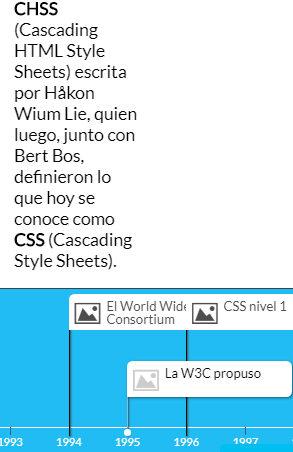 CHSS
(Cascading
HTML Style
Sheets) escrita
por Håkon
Wium Lie, quien
luego, junto con
Bert Bos,
definieron lo
que hoy se
conoce como
CSS (Cascading
Style Sheets).
El World Wide
Consortium
CSS nivel 1
La W3C propuso
1993 1994 1995 1996 1997